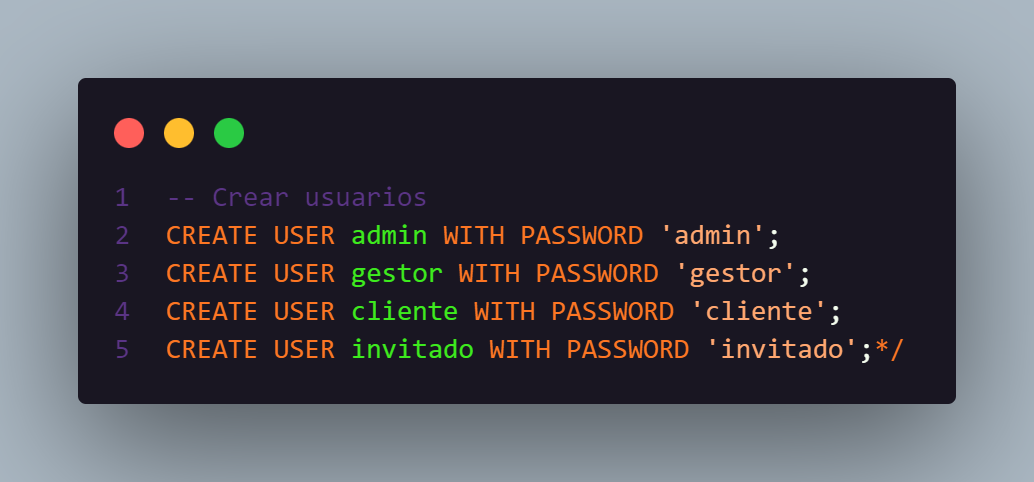 1 -- Crear usuarios
2 CREATE USER admin WITH PASSWORD 'admin';
3 CREATE USER gestor WITH PASSWORD 'gestor';
4 CREATE USER cliente WITH PASSWORD 'cliente';
5 CREATE USER invitado WITH PASSWORD 'invitado';*/